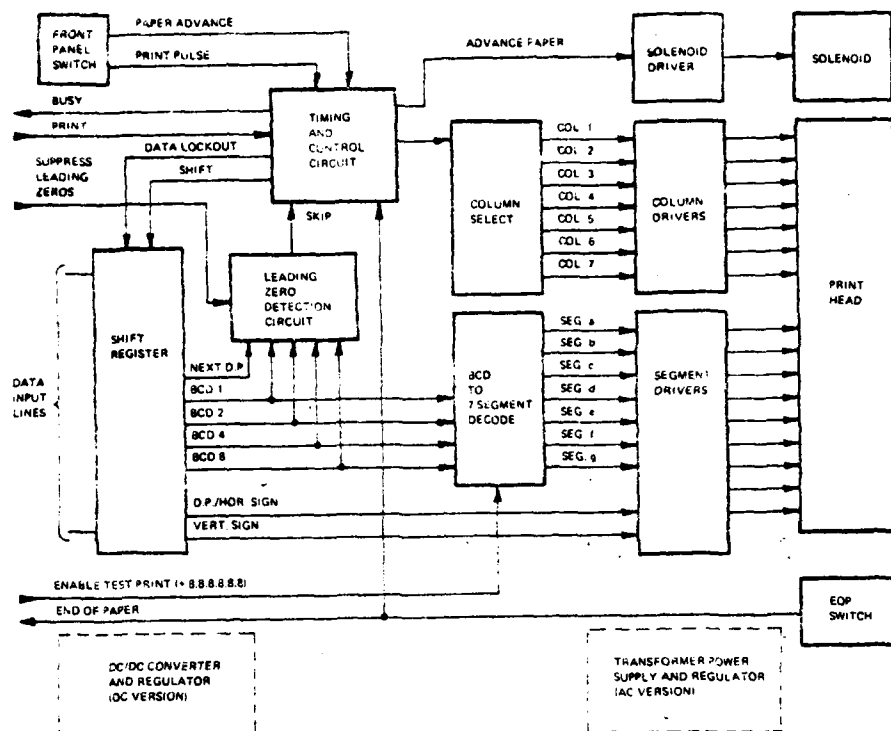 FRONT
PANEL
SWITCH
PAPER ADVANCE
PRINT PULSE
BUSY
PRINT
DATA LOCKOUT
SHIFT
SUPPRESS
LEADING
ZEROS
TIMING
AND
CONTROL
CIRCUIT
ADVANCE PAPER
SOLENOID
DRIVER
SOLENOID
SKIP
COLUMN
SELECT
COL. 1
COL. 2
COL. 3
COL. 4
COL. 5
COL. 6
COL. 7
COLUMN
DRIVERS
PRINT
HEAD
LEADING
ZERO
DETECTION
CIRCUIT
SHIFT
REGISTER
DATA
INPUT
LINES
NEXT D.P.
BCD 1
BCD 2
BCD 4
BCD 8
D.P./HOR. SIGN
VERT. SIGN
BCD
TO
7 SEGMENT
DECODE
SEG. a
SEG. b
SEG. c
SEG. d
SEG. e
SEG. f
SEG. g
SEGMENT
DRIVERS
ENABLE TEST PRINT (+ 8.8.8.8.8.8)
END OF PAPER
EOP
SWITCH
DC/DC CONVERTER
AND REGULATOR
(DC VERSION)
TRANSFORMER POWER
SUPPLY AND REGULATOR
(AC VERSION)